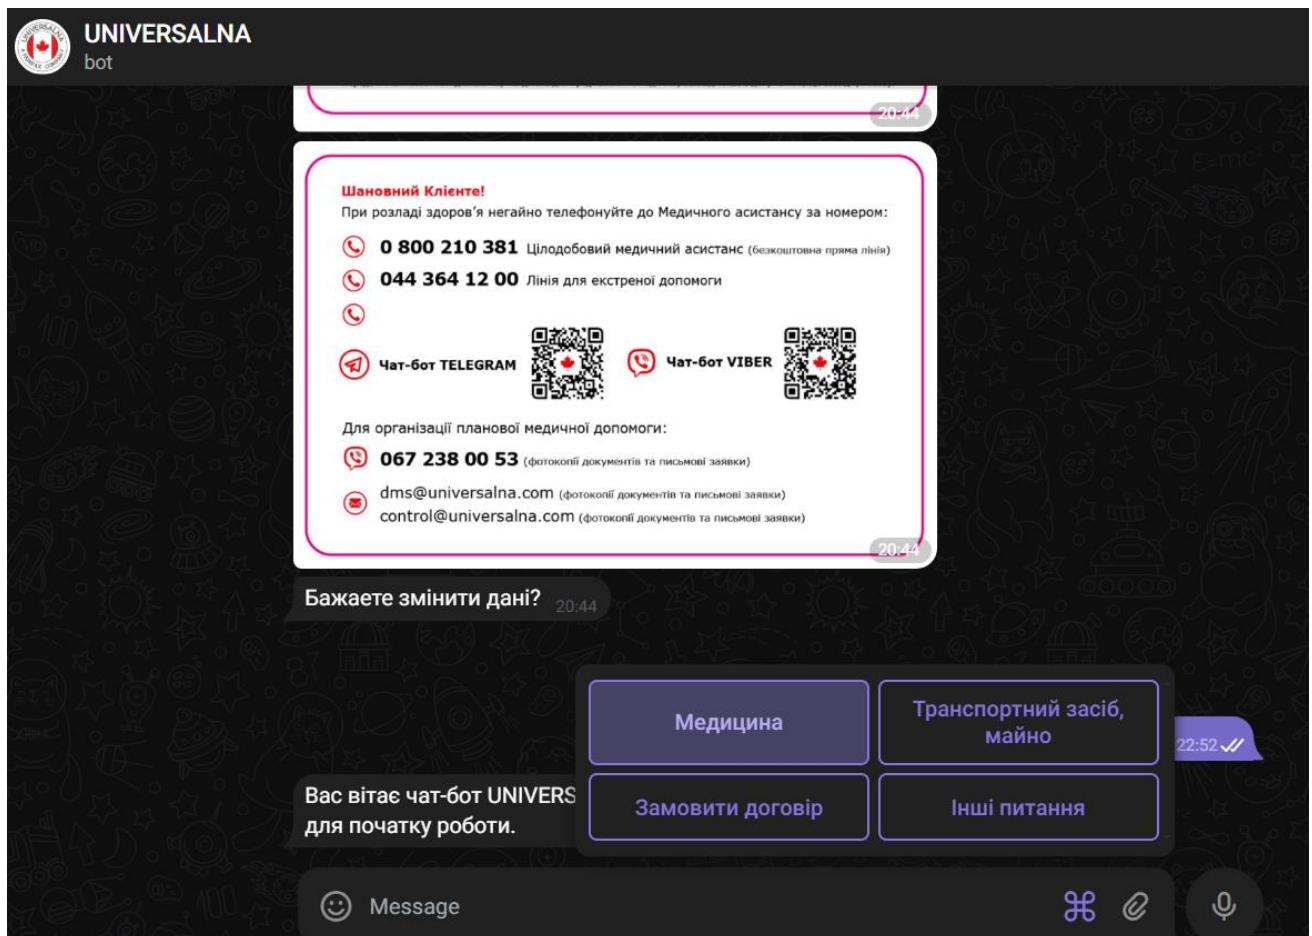 UNIVERSALNA
bot
20:44
Шановний Клієнте!
При розладі здоров'я негайно телефонуйте до Медичного асистансу за номером:
0 800 210 381 Цілодобовий медичний асистанс (безкоштовна пряма лінія)
044 364 12 00 Лінія для екстреної допомоги
Чат-бот TELEGRAM
Чат-бот VIBER
Для організації планової медичної допомоги:
067 238 00 53 (фотокопії документів та письмові заявки)
dms@universalna.com (фотокопії документів та письмові заявки)
control@universalna.com (фотокопії документів та письмові заявки)
20:44
Бажаете змінити дані? 20:44
22:52
Вас вітає чат-бот UNIVERS
для початку роботи.
Медицина
Транспортний засіб,
майно
Замовити договір
Інші питання
Message